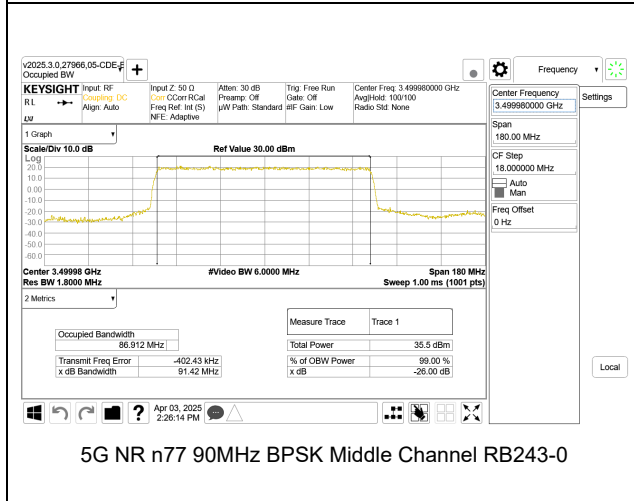 v2025.3.0,27966,05-CDE-E
Occupied BW
+
Frequency
KEYSIGHT
RL
Input: RF
Coupling: DC
Align: Auto
Input Z: 50 Ω
Corr CCorr RCal
Freq Ref: Int (S)
NFE: Adaptive
Atten: 30 dB
Preamp: Off
µW Path: Standard
Trig: Free Run
Gate: Off
#IF Gain: Low
Center Freq: 3.499980000 GHz
Avg|Hold: 100/100
Radio Std: None
Center Frequency
3.499980000 GHz
Settings
Span
180.00 MHz
CF Step
18.000000 MHz
Auto
Man
Freq Offset
0 Hz
Local
1 Graph
Scale/Div 10.0 dB
Ref Value 30.00 dBm
Log
20.0
10.0
0.00
-10.0
-20.0
-30.0
-40.0
-50.0
-60.0
Center 3.49998 GHz
#Video BW 6.0000 MHz
Span 180 MHz
Res BW 1.8000 MHz
Sweep 1.00 ms (1001 pts)
2 Metrics
Measure Trace
Trace 1
Occupied Bandwidth
86.912 MHz
Total Power
35.5 dBm
Transmit Freq Error
-402.43 kHz
% of OBW Power
99.00 %
x dB Bandwidth
91.42 MHz
x dB
-26.00 dB
?
Apr 03, 2025
2:26:14 PM
5G NR n77 90MHz BPSK Middle Channel RB243-0